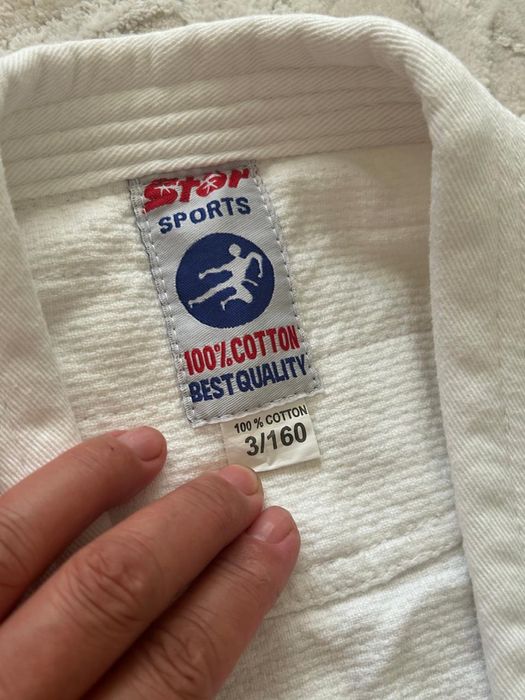 Star
SPORTS
100% COTTON
BEST QUALITY
100% COTTON
3/160